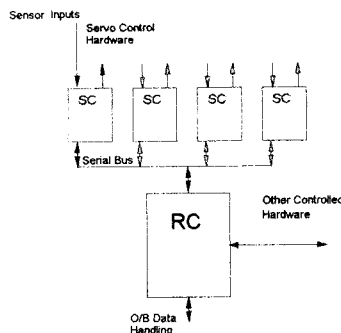 Sensor Inputs
Servo Control
Hardware
SC
SC
SC
SC
Serial Bus
RC
Other Controlled
Hardware
O/B Data
Handling